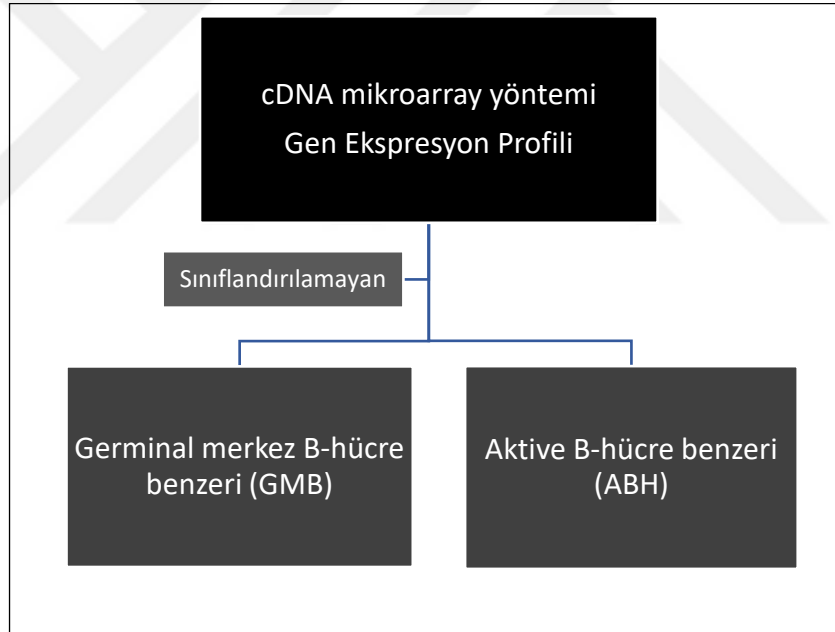 cDNA mikroarray yöntemi
Gen Ekspresyon Profili
Sınıflandırılamayan
Germinal merkez B-hücre
benzeri (GMB)
Aktive B-hücre benzeri
(ABH)